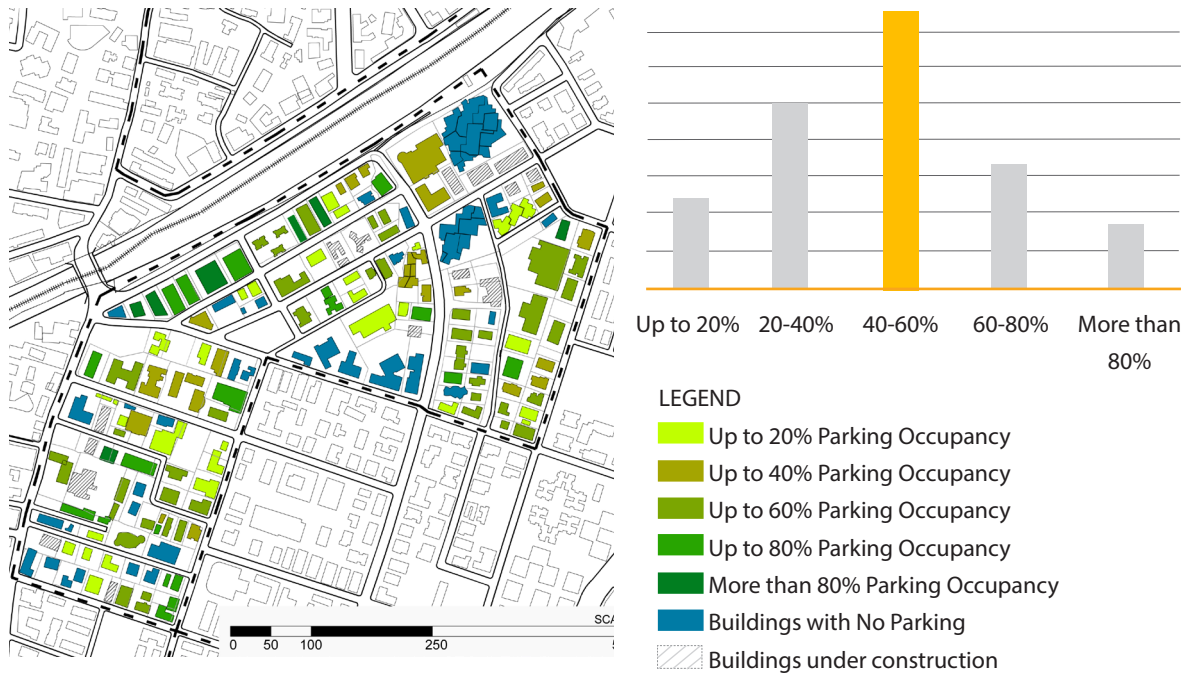 Up to 20%
20-40%
40-60%
60-80%
More than
80%
LEGEND
Up to 20% Parking Occupancy
Up to 40% Parking Occupancy
Up to 60% Parking Occupancy
Up to 80% Parking Occupancy
More than 80% Parking Occupancy
Buildings with No Parking
Buildings under construction
0 50 100 250